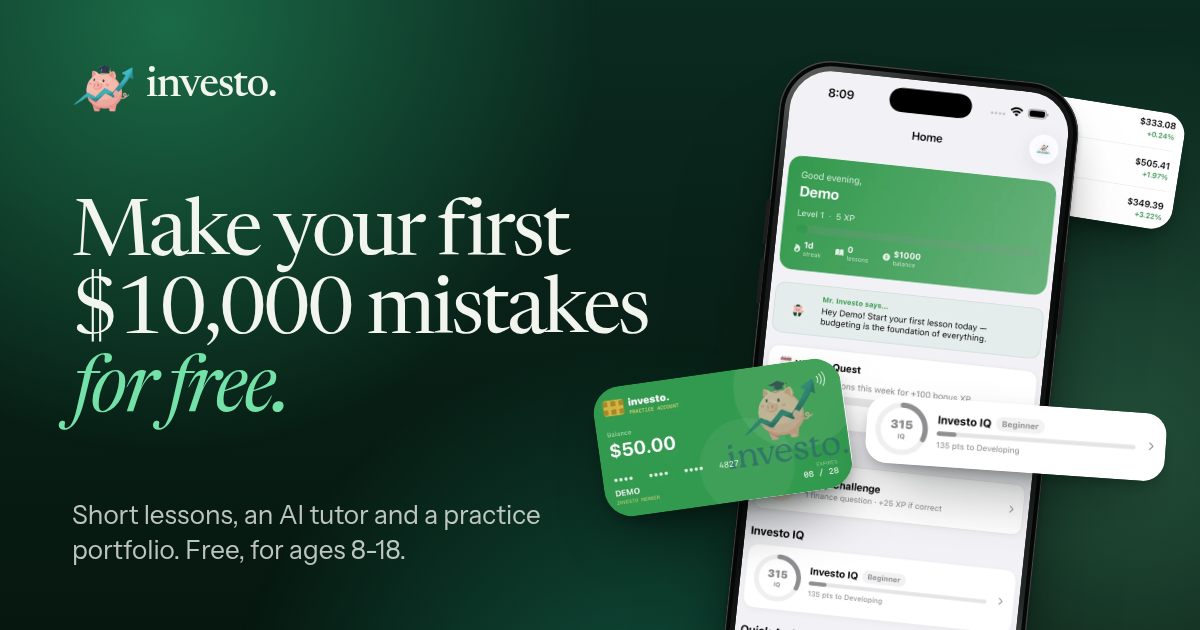 investo.
Make your first
$10,000 mistakes
for free.
Short lessons, an AI tutor and a practice
portfolio. Free, for ages 8–18.
8:09
Home
Good evening,
Demo
Level 1 · 5 XP
1d
streak
0
lessons
$1000
balance
Mr. Investo says...
Hey Demo! Start your first lesson today —
budgeting is the foundation of everything.
Quest
this week for +100 bonus XP
$333.08
+0.24%
$505.41
+1.97%
$349.39
+3.22%
investo.
PRACTICE ACCOUNT
Balance
$50.00
investo.
•••• •••• •••• 4827
DEMO
INVESTO MEMBER
EXPIRES
08 / 28
315
IQ
Investo IQ Beginner
135 pts to Developing
Challenge
1 finance question · +25 XP if correct
Investo IQ
315
IQ
Investo IQ Beginner
135 pts to Developing